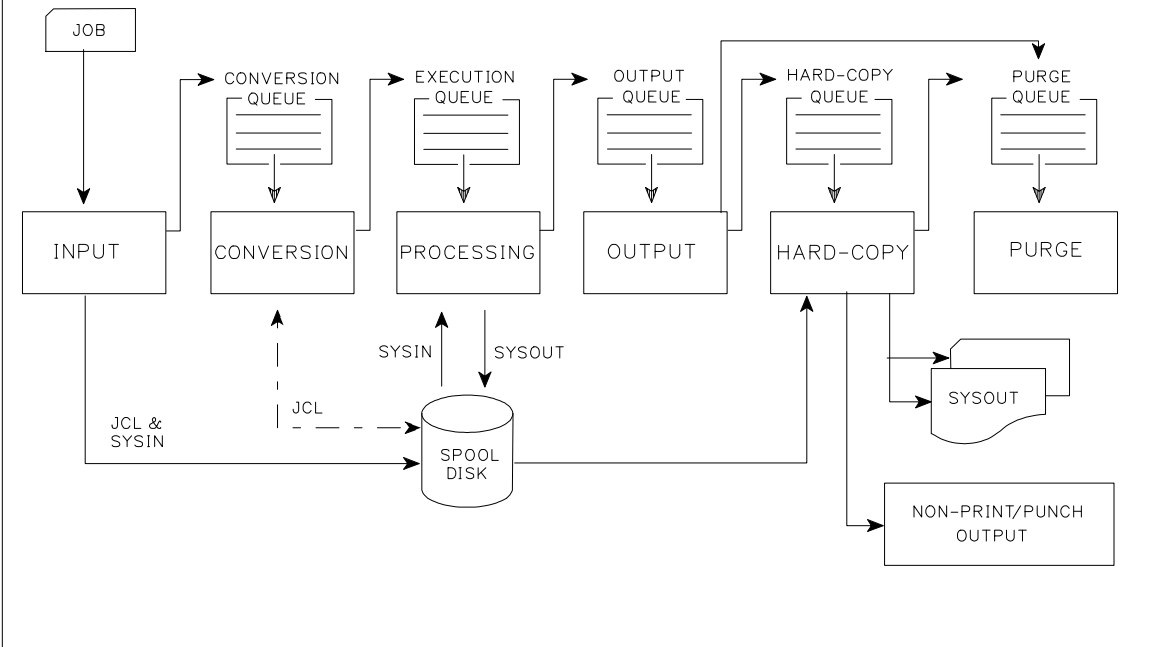 JOB
CONVERSION
QUEUE
EXECUTION
QUEUE
OUTPUT
QUEUE
HARD-COPY
QUEUE
PURGE
QUEUE
INPUT
CONVERSION
PROCESSING
OUTPUT
HARD-COPY
PURGE
SYSIN
SYSOUT
JCL
JCL &
SYSIN
SPOOL
DISK
SYSOUT
NON-PRINT/PUNCH
OUTPUT